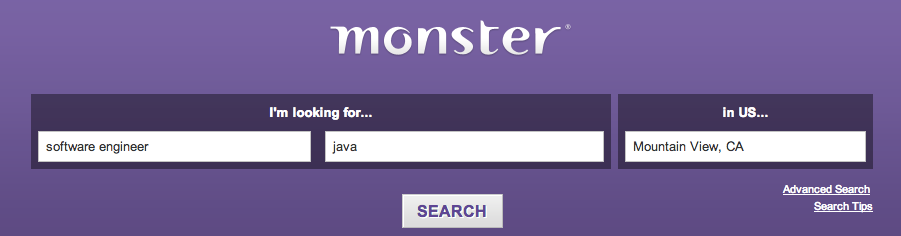 monster®
I'm looking for...
in US...
software engineer
java
Mountain View, CA
Advanced Search
Search Tips
SEARCH